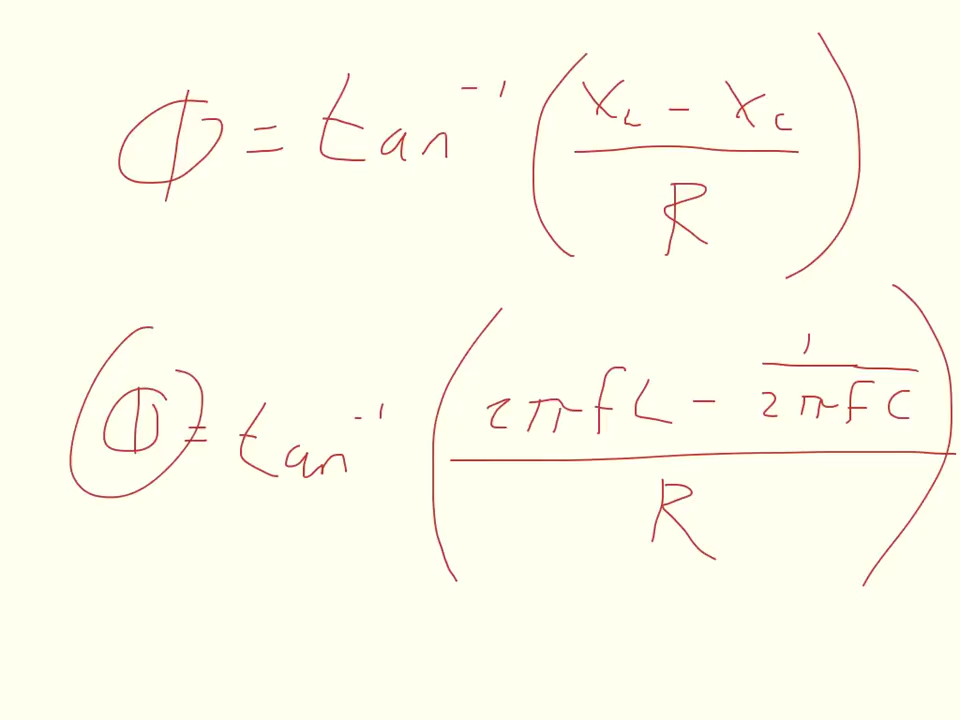 φ = tan⁻¹ ( (X_L − X_C) / R )
φ = tan⁻¹ ( (2πfL − 1/(2πfC)) / R )